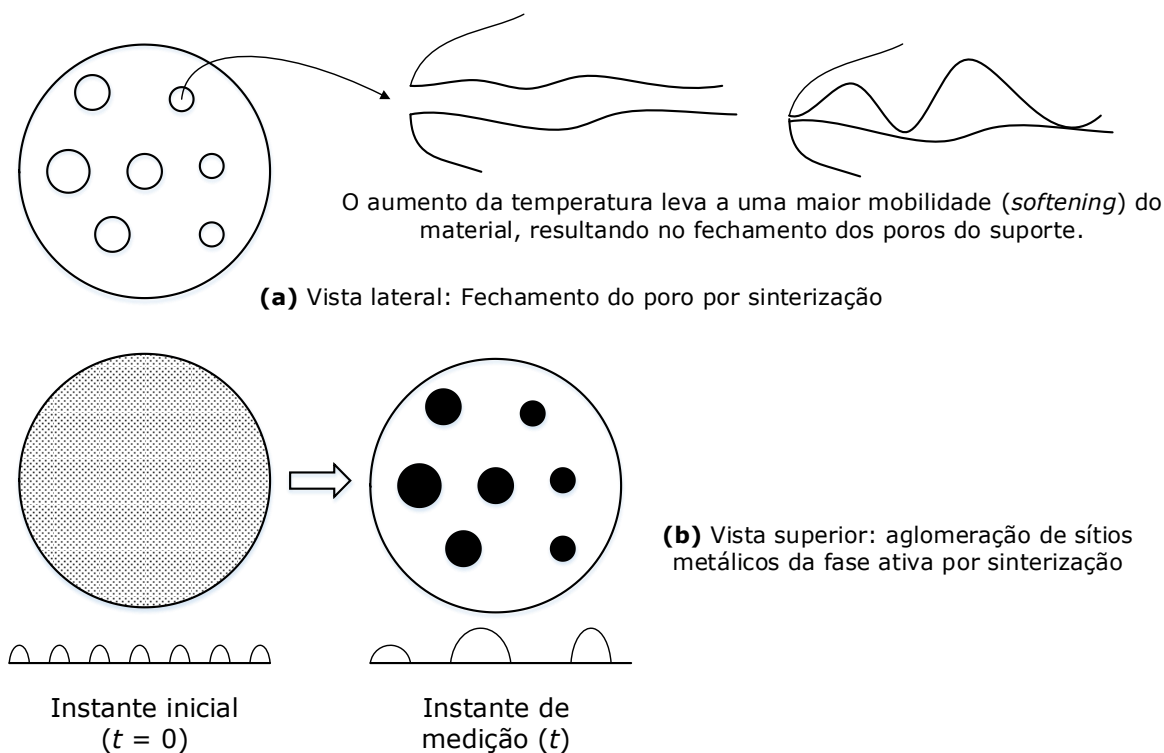 O aumento da temperatura leva a uma maior mobilidade (softening) do
material, resultando no fechamento dos poros do suporte.
(a) Vista lateral: Fechamento do poro por sinterização
(b) Vista superior: aglomeração de sítios
metálicos da fase ativa por sinterização
Instante inicial
(t = 0)
Instante de
medição (t)